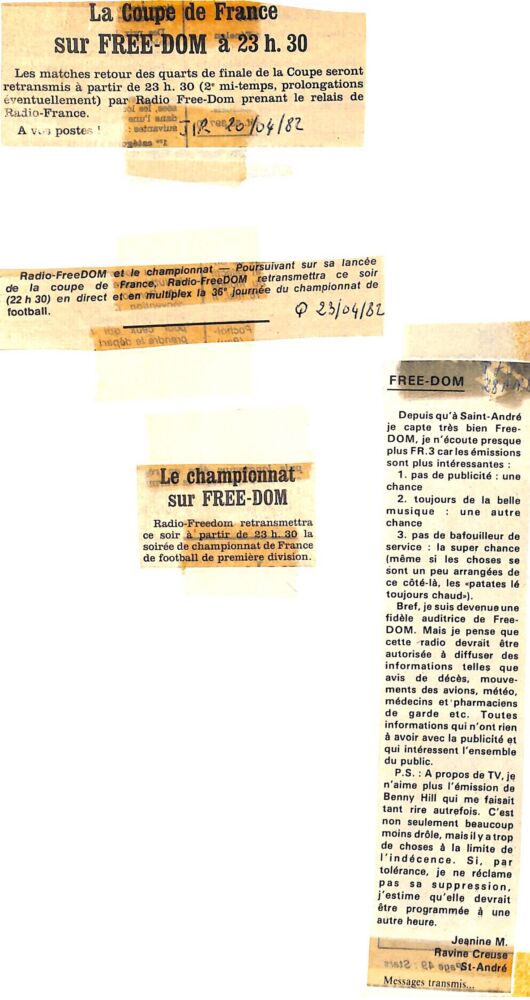 La Coupe de France
sur FREE-DOM à 23 h. 30
Les matches retour des quarts de finale de la Coupe seront
retransmis à partir de 23 h. 30 (2e mi-temps, prolongations
éventuellement) par Radio Free-Dom prenant le relais de
Radio-France.
A vos postes !
JIR 20/04/82
Radio-FreeDOM et le championnat — Poursuivant sur sa lancée
de la coupe de France, Radio-FreeDOM retransmettra ce soir
(22 h 30) en direct et en multiplex la 36e journée du championnat de
football.
Q 23/04/82
Le championnat
sur FREE-DOM
Radio-Freedom retransmettra
ce soir à partir de 23 h. 30 la
soirée de championnat de France
de football de première division.
FREE-DOM
Depuis qu'à Saint-André
je capte très bien Free-
DOM, je n'écoute presque
plus FR.3 car les émissions
sont plus intéressantes :
1. pas de publicité : une
chance
2. toujours de la belle
musique : une autre
chance
3. pas de bafouilleur de
service : la super chance
(même si les choses se
sont un peu arrangées de
ce côté-là, les «patates lé
toujours chaud»).
Bref, je suis devenue une
fidèle auditrice de Free-
DOM. Mais je pense que
cette radio devrait être
autorisée à diffuser des
informations telles que
avis de décès, mouve-
ments des avions, météo,
médecins et pharmaciens
de garde etc. Toutes
informations qui n'ont rien
à avoir avec la publicité et
qui intéressent l'ensemble
du public.
P.S. : A propos de TV, je
n'aime plus l'émission de
Benny Hill qui me faisait
tant rire autrefois. C'est
non seulement beaucoup
moins drôle, mais il y a trop
de choses à la limite de
l'indécence. Si, par
tolérance, je ne réclame
pas sa suppression,
j'estime qu'elle devrait
être programmée à une
autre heure.
Jeanine M.
Ravine Creuse
St-André
Messages transmis...